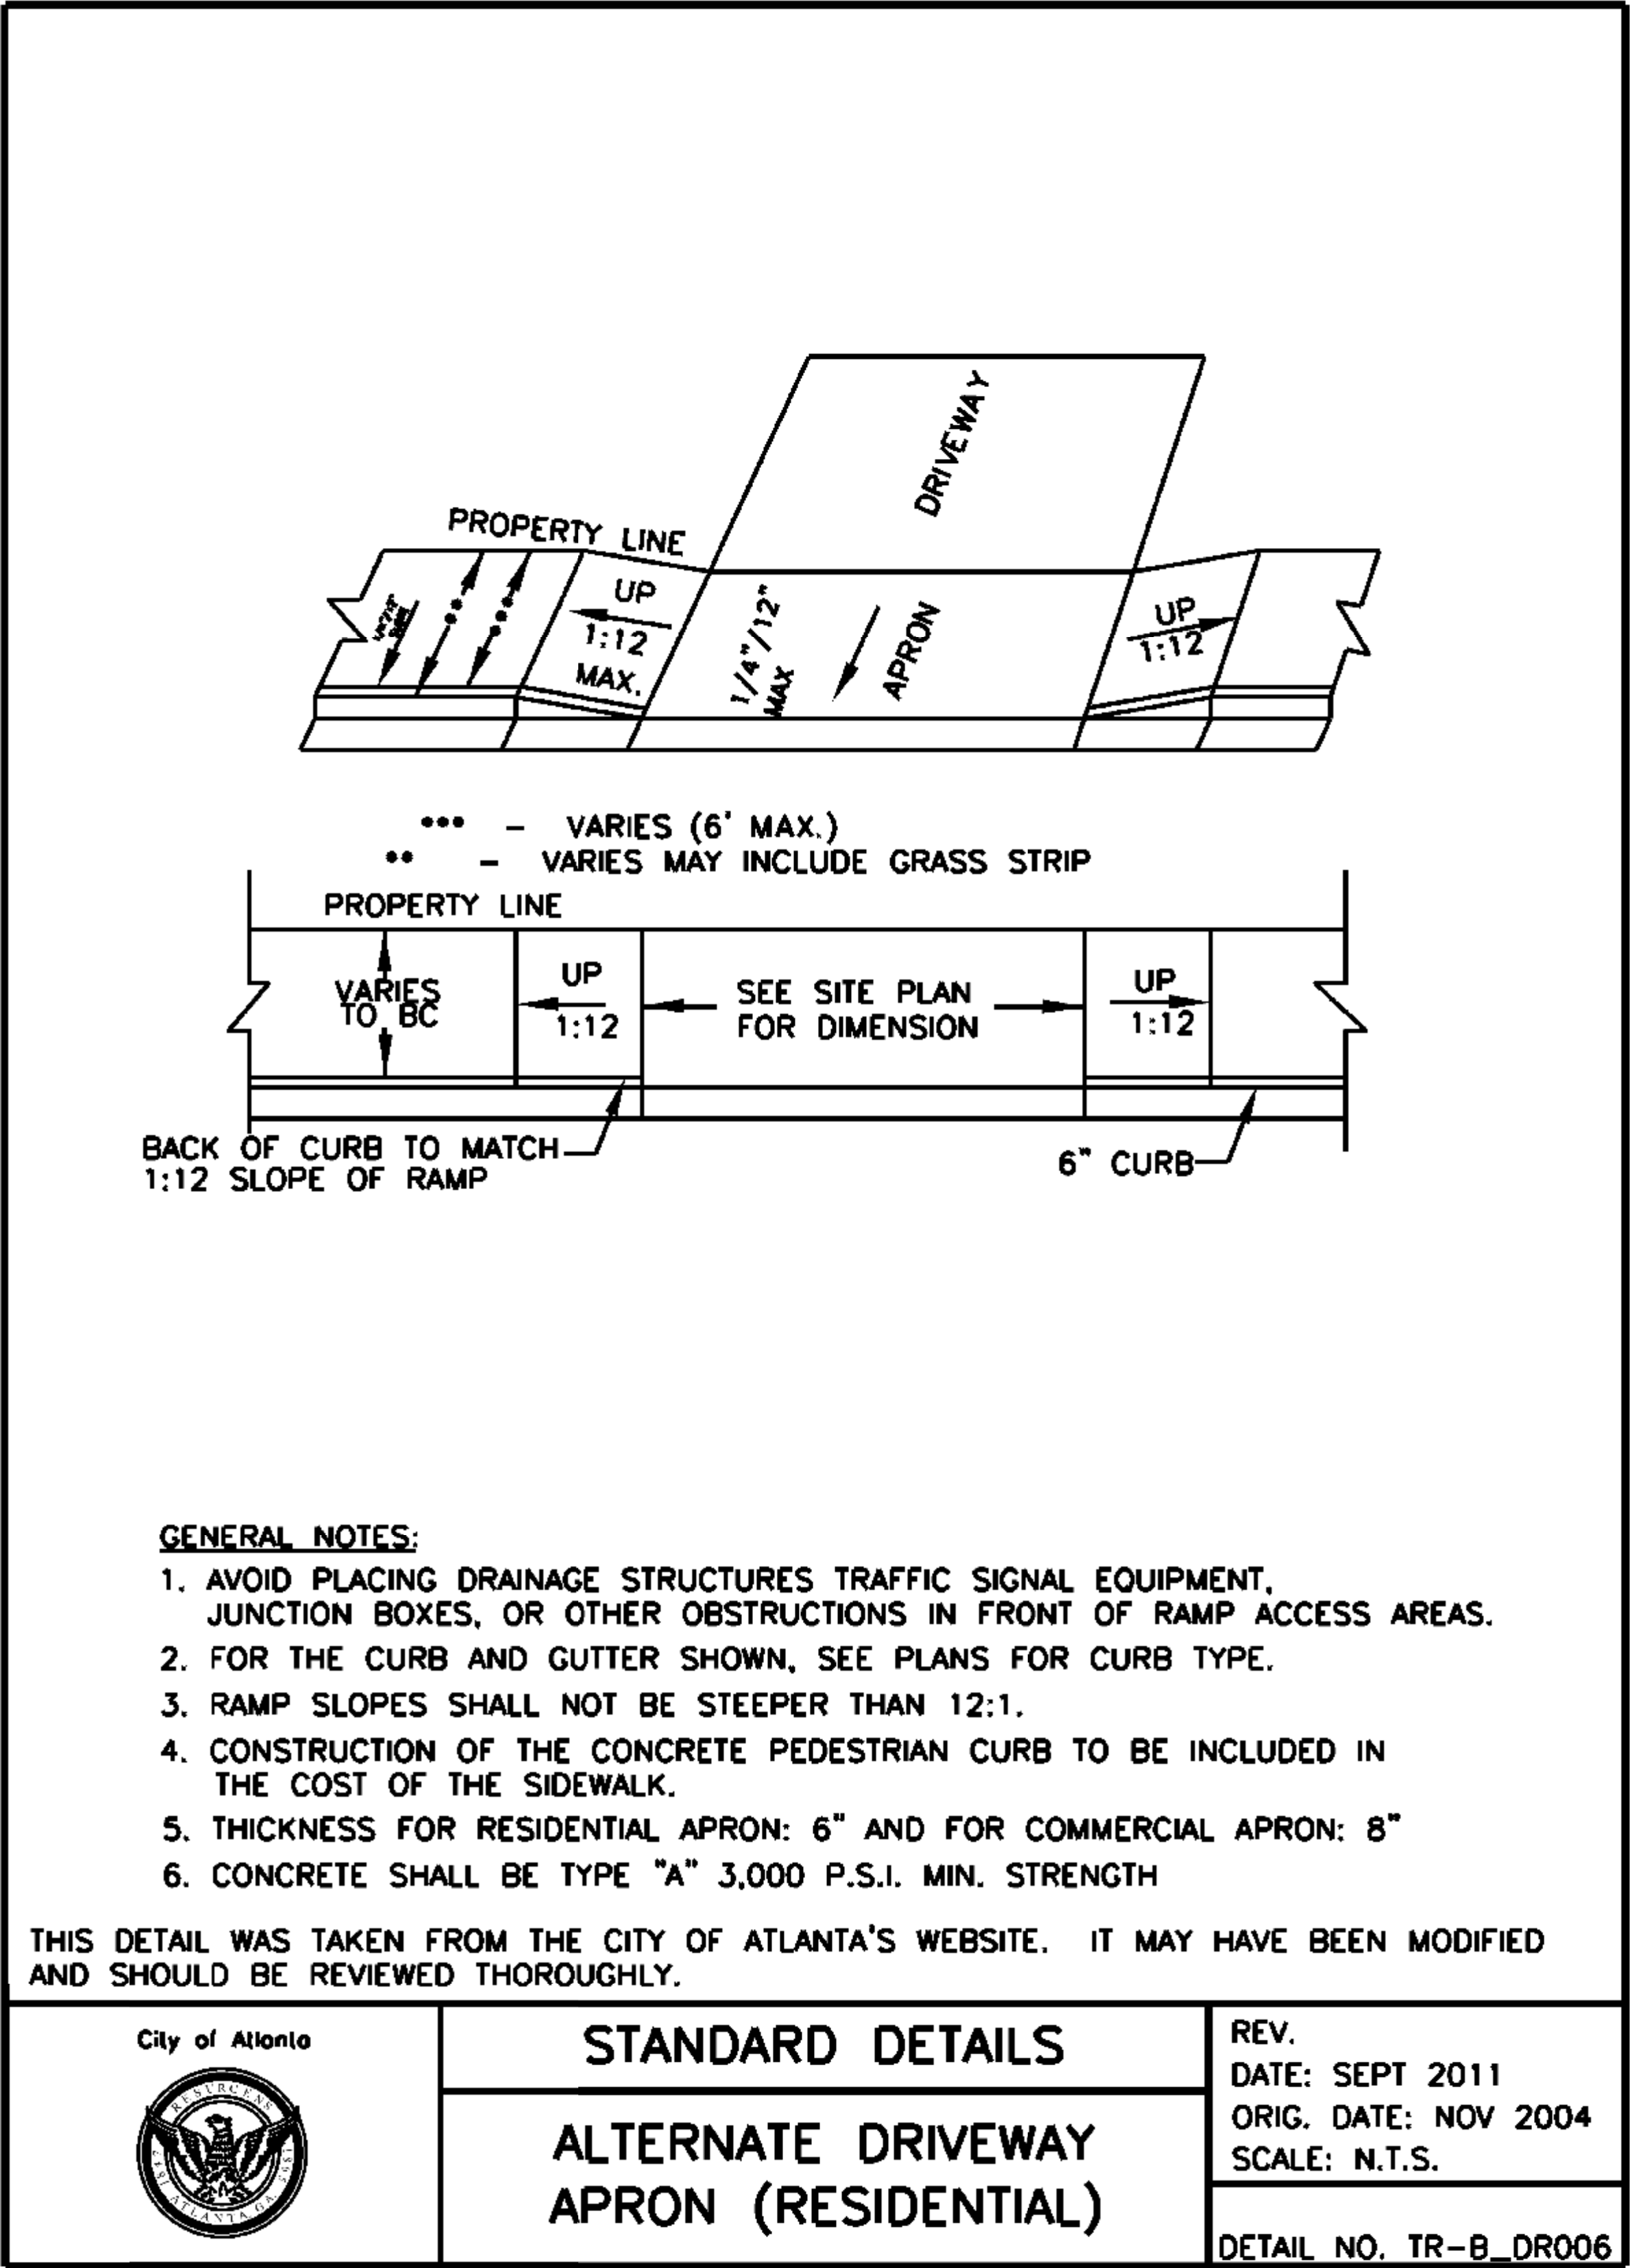 DRIVEWAY
PROPERTY LINE
UP
1:12
MAX.
1/4"/12"
MAX
APRON
UP
1:12
••• – VARIES (6' MAX.)
•• – VARIES MAY INCLUDE GRASS STRIP
PROPERTY LINE
VARIES
TO BC
UP
1:12
SEE SITE PLAN
FOR DIMENSION
UP
1:12
BACK OF CURB TO MATCH
1:12 SLOPE OF RAMP
6" CURB
GENERAL NOTES:
1. AVOID PLACING DRAINAGE STRUCTURES TRAFFIC SIGNAL EQUIPMENT,
JUNCTION BOXES, OR OTHER OBSTRUCTIONS IN FRONT OF RAMP ACCESS AREAS.
2. FOR THE CURB AND GUTTER SHOWN, SEE PLANS FOR CURB TYPE.
3. RAMP SLOPES SHALL NOT BE STEEPER THAN 12:1.
4. CONSTRUCTION OF THE CONCRETE PEDESTRIAN CURB TO BE INCLUDED IN
THE COST OF THE SIDEWALK.
5. THICKNESS FOR RESIDENTIAL APRON: 6" AND FOR COMMERCIAL APRON: 8"
6. CONCRETE SHALL BE TYPE "A" 3,000 P.S.I. MIN. STRENGTH
THIS DETAIL WAS TAKEN FROM THE CITY OF ATLANTA'S WEBSITE. IT MAY HAVE BEEN MODIFIED
AND SHOULD BE REVIEWED THOROUGHLY.
City of Atlanta
RESURGENS
ATLANTA, GA.
STANDARD DETAILS
ALTERNATE DRIVEWAY
APRON (RESIDENTIAL)
REV.
DATE: SEPT 2011
ORIG. DATE: NOV 2004
SCALE: N.T.S.
DETAIL NO. TR-B_DR006